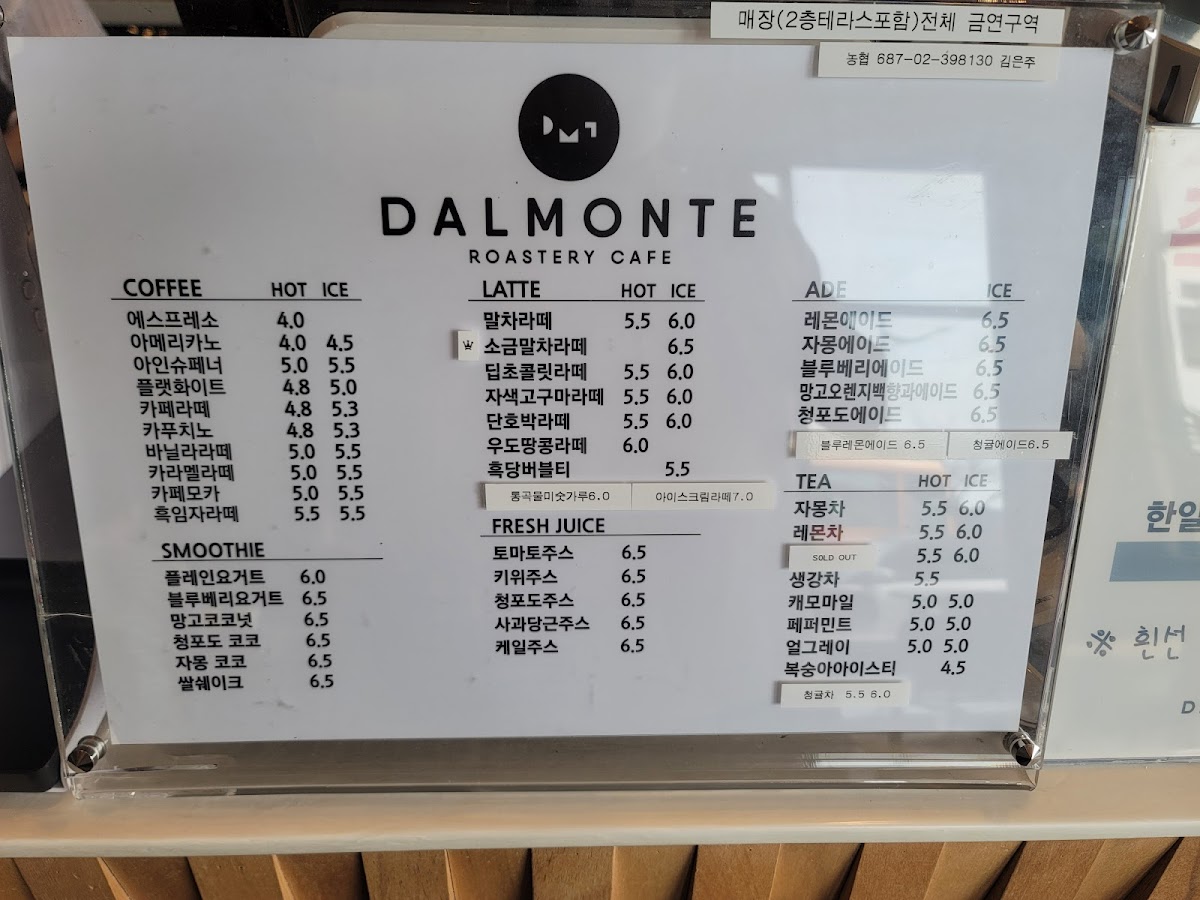 매장(2층테라스포함)전체 금연구역
농협 687-02-398130 김은주
DALMONTE
ROASTERY CAFE
COFFEE HOT ICE
에스프레소 4.0
아메리카노 4.0 4.5
아인슈페너 5.0 5.5
플랫화이트 4.8 5.0
카페라떼 4.8 5.3
카푸치노 4.8 5.3
바닐라라떼 5.0 5.5
카라멜라떼 5.0 5.5
카페모카 5.0 5.5
흑임자라떼 5.5 5.5
SMOOTHIE
플레인요거트 6.0
블루베리요거트 6.5
망고코코넛 6.5
청포도 코코 6.5
자몽 코코 6.5
쌀쉐이크 6.5
LATTE HOT ICE
말차라떼 5.5 6.0
소금말차라떼 6.5
딥초콜릿라떼 5.5 6.0
자색고구마라떼 5.5 6.0
단호박라떼 5.5 6.0
우도땅콩라떼 6.0
흑당버블티 5.5
통곡물미숫가루6.0 아이스크림라떼7.0
FRESH JUICE
토마토주스 6.5
키위주스 6.5
청포도주스 6.5
사과당근주스 6.5
케일주스 6.5
ADE ICE
레몬에이드 6.5
자몽에이드 6.5
블루베리에이드 6.5
망고오렌지백향과에이드 6.5
청포도에이드 6.5
블루레몬에이드 6.5 청귤에이드6.5
TEA HOT ICE
자몽차 5.5 6.0
레몬차 5.5 6.0
SOLD OUT 5.5 6.0
생강차 5.5
캐모마일 5.0 5.0
페퍼민트 5.0 5.0
얼그레이 5.0 5.0
복숭아아이스티 4.5
청귤차 5.5 6.0
한일
※ 흰선